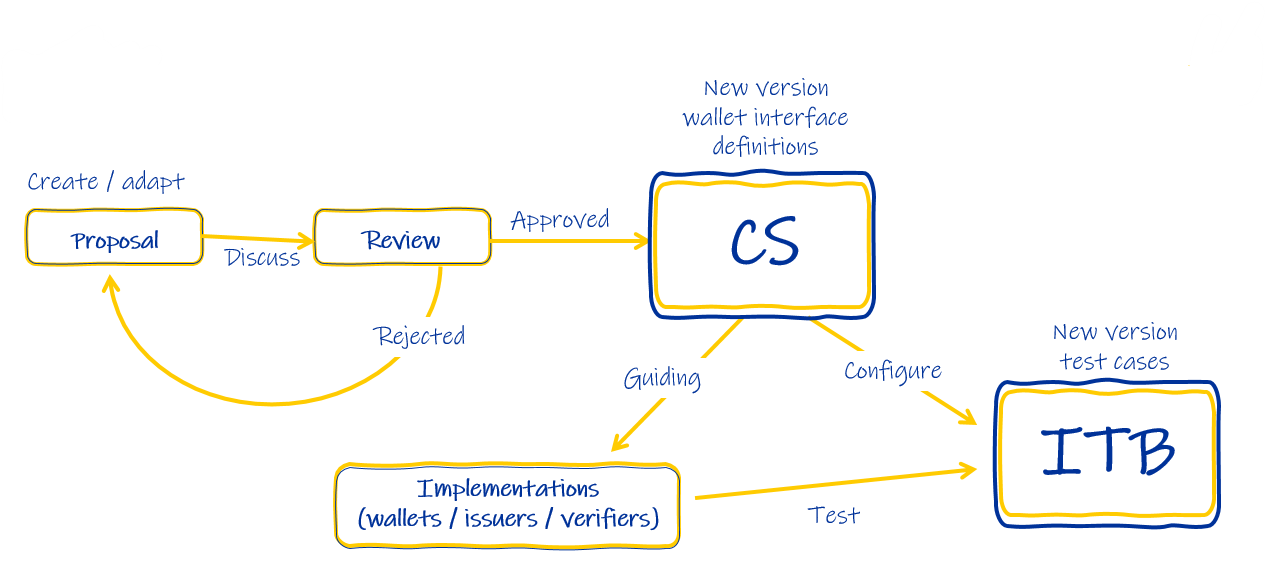 New version
wallet interface
definitions
Create / adapt
Proposal
Discuss
Review
Approved
CS
Rejected
Guiding
Configure
New version
test cases
ITB
Implementations
(wallets / issuers / verifiers)
Test